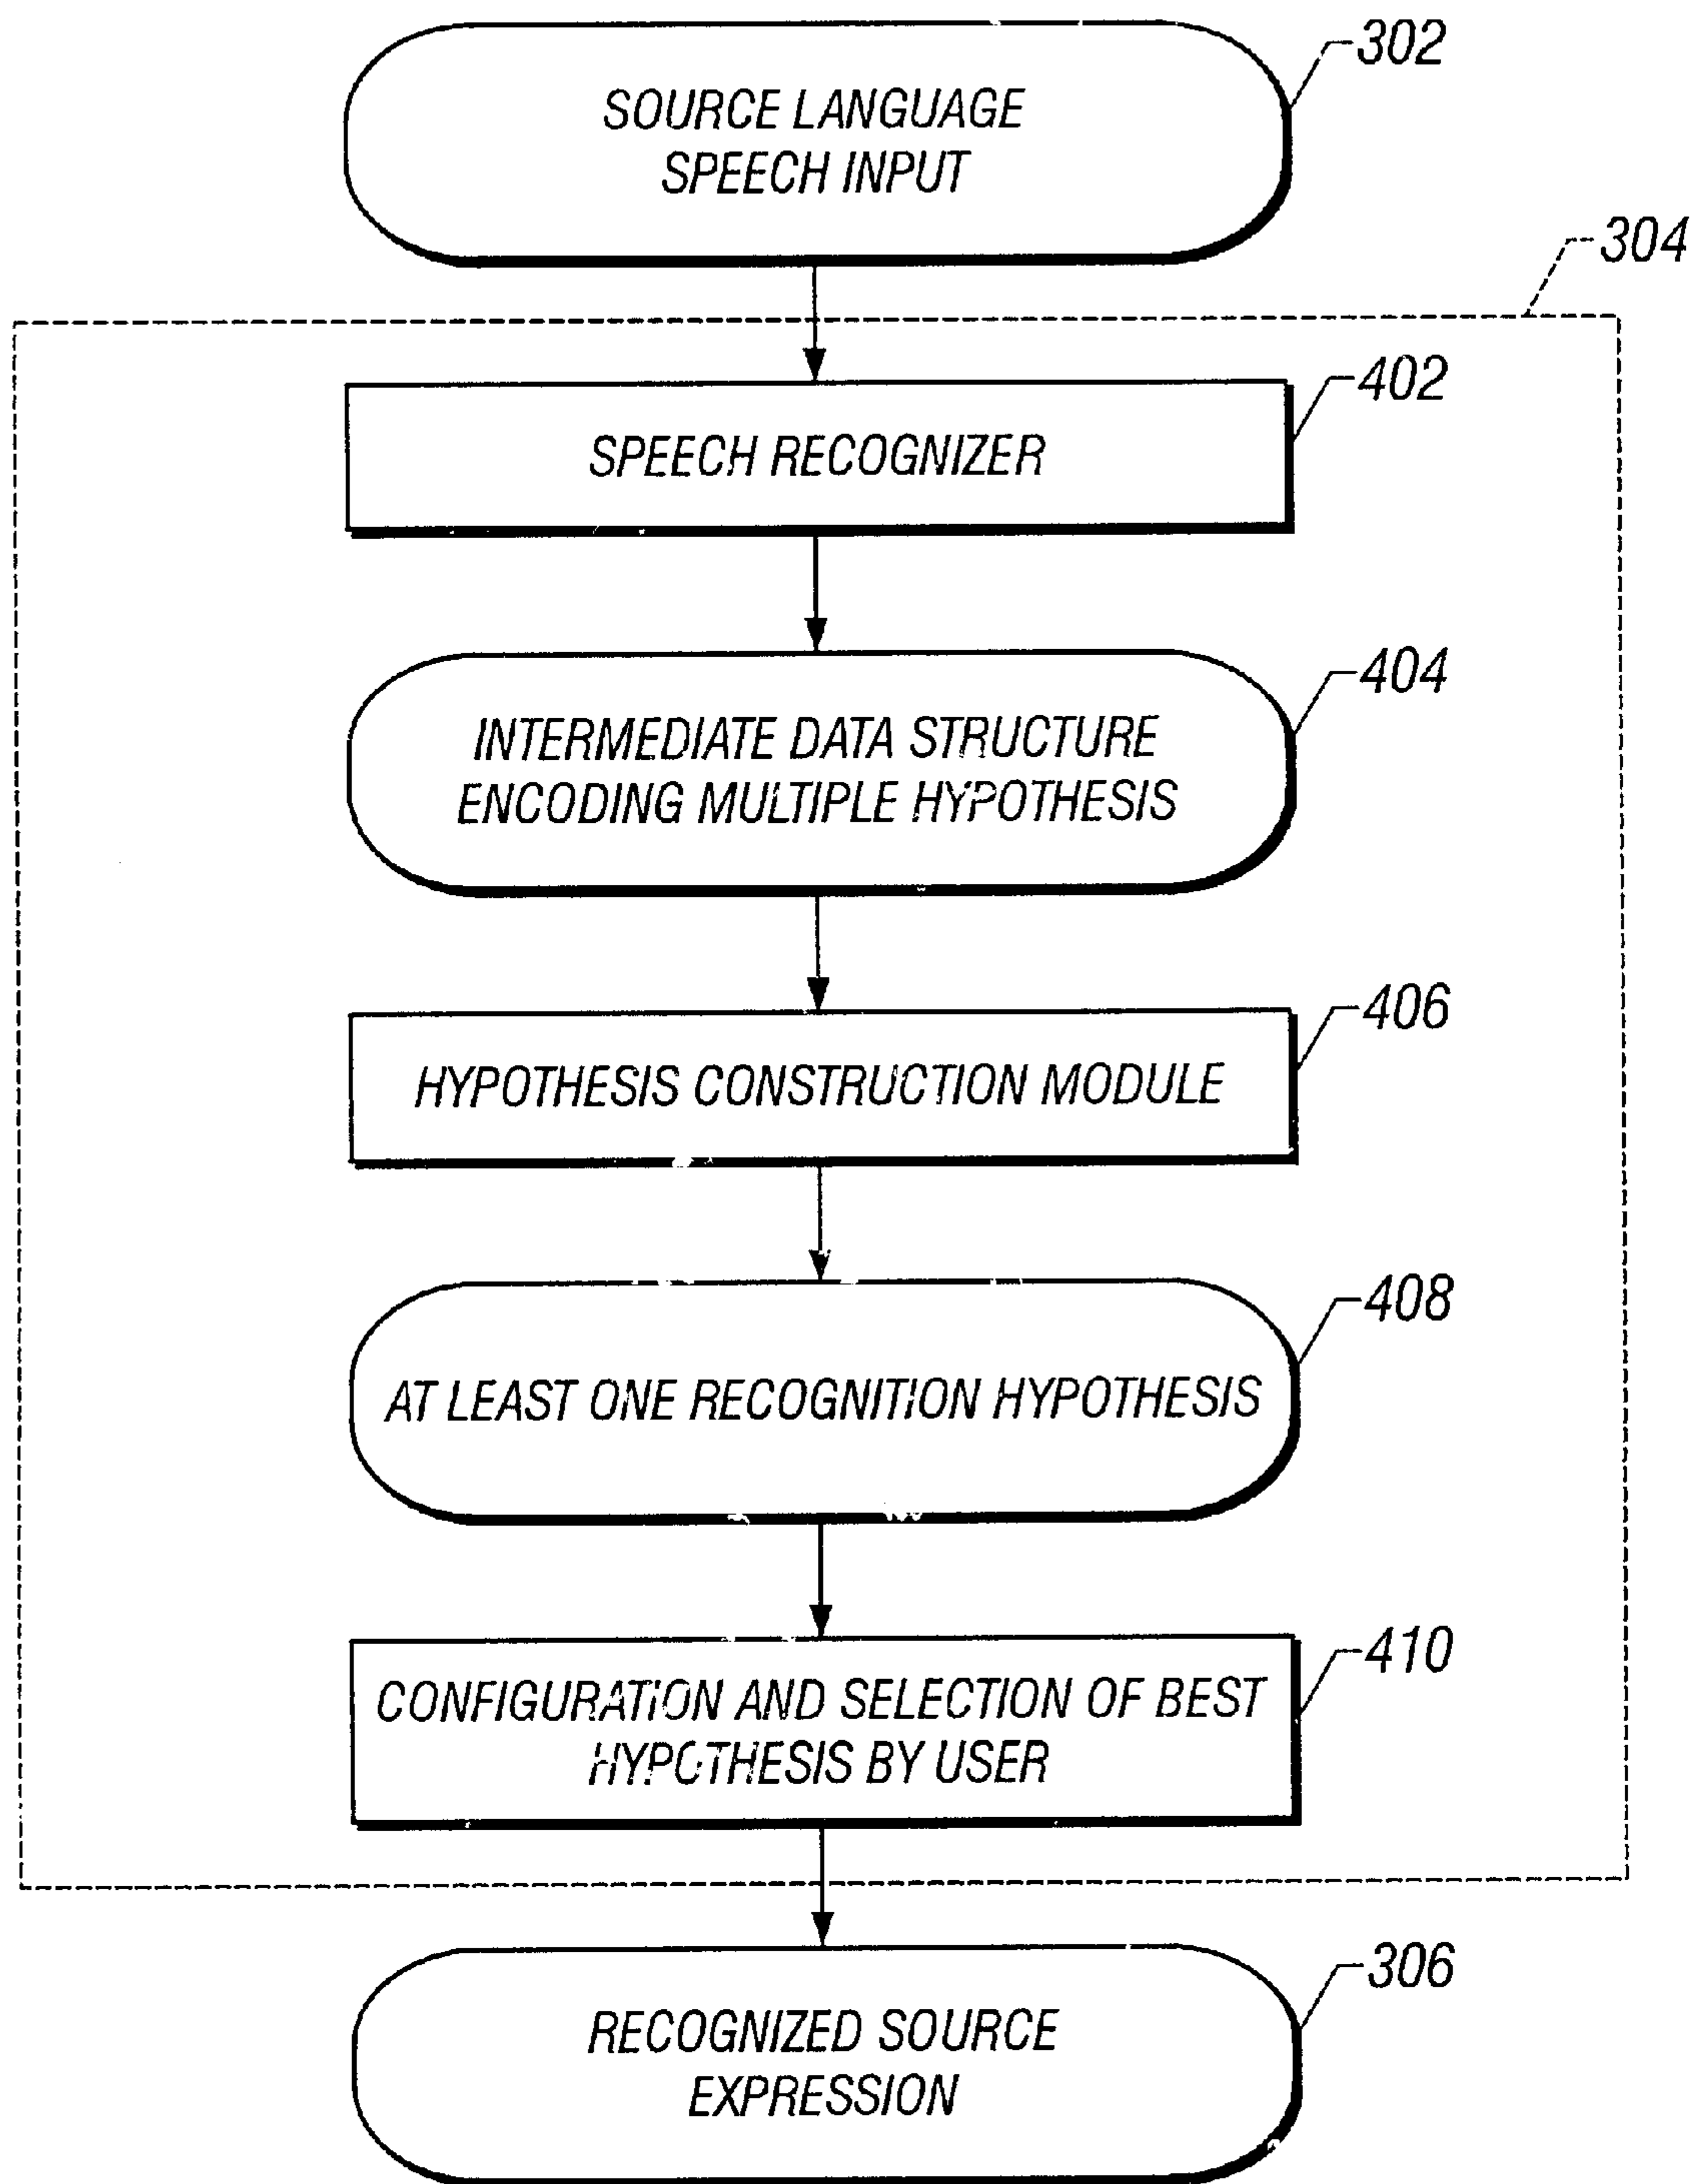 302
SOURCE LANGUAGE
SPEECH INPUT
304
402
SPEECH RECOGNIZER
404
INTERMEDIATE DATA STRUCTURE
ENCODING MULTIPLE HYPOTHESIS
406
HYPOTHESIS CONSTRUCTION MODULE
408
AT LEAST ONE RECOGNITION HYPOTHESIS
410
CONFIGURATION AND SELECTION OF BEST
HYPOTHESIS BY USER
306
RECOGNIZED SOURCE
EXPRESSION